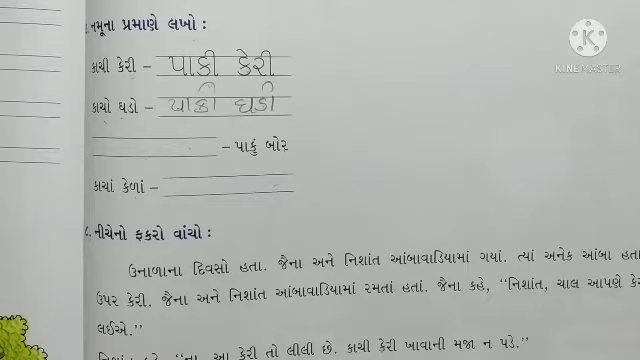 નમૂના પ્રમાણે લખો :
KINEMASTER
કાચી કેરી – પાકી કેરી
કાચો ઘડો – પાકો ઘડો
– પાકું બોર
કાચાં કેળાં –
૮. નીચેનો ફકરો વાંચો :
ઉનાળાના દિવસો હતા. જૈના અને નિશાંત આંબાવાડિયામાં ગયાં. ત્યાં અનેક આંબા હતા
ઉપર કેરી. જૈના અને નિશાંત આંબાવાડિયામાં રમતાં હતાં. જૈના કહે, “નિશાંત, ચાલ આપણે
લઈએ.”
“ના, આ કેરી તો લીલી છે. કાચી કેરી ખાવાની મજા ન પડે.”